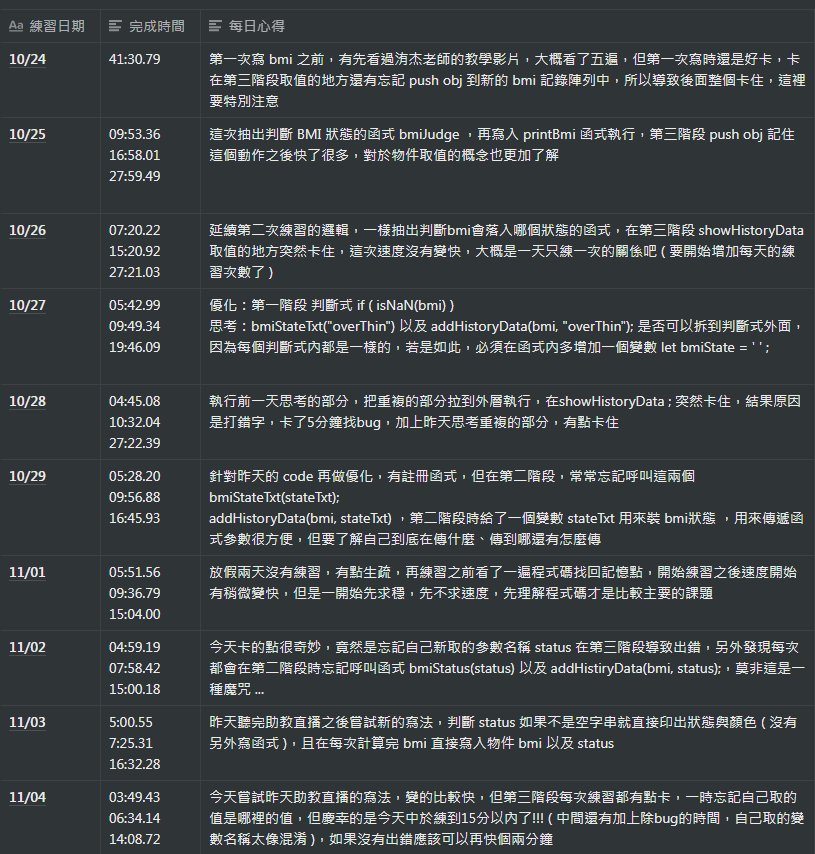 Aa 練習日期 完成時間 每日心得
10/24 41:30.79 第一次寫 bmi 之前，有先看過洧杰老師的教學影片，大概看了五遍，但第一次寫時還是好卡，卡
在第三階段取值的地方還有忘記 push obj 到新的 bmi 記錄陣列中，所以導致後面整個卡住，這裡
要特別注意
10/25 09:53.36 這次抽出判斷 BMI 狀態的函式 bmiJudge ，再寫入 printBmi 函式執行，第三階段 push obj 記住
16:58.01 這個動作之後快了很多，對於物件取值的概念也更加了解
27:59.49
10/26 07:20.22 延續第二次練習的邏輯，一樣抽出判斷bmi會落入哪個狀態的函式，在第三階段 showHistoryData
15:20.92 取值的地方突然卡住，這次速度沒有變快，大概是一天只練一次的關係吧 ( 要開始增加每天的練
27:21.03 習次數了 )
10/27 05:42.99 優化：第一階段 判斷式 if ( isNaN(bmi) )
09:49.34 思考：bmiStateTxt("overThin") 以及 addHistoryData(bmi, "overThin"); 是否可以拆到判斷式外面，
19:46.09 因為每個判斷式內都是一樣的，若是如此，必須在函式內多增加一個變數 let bmiState = ' ' ;
10/28 04:45.08 執行前一天思考的部分，把重複的部分拉到外層執行，在showHistoryData ; 突然卡住，結果原因
10:32.04 是打錯字，卡了5分鐘找bug，加上昨天思考重複的部分，有點卡住
27:22.39
10/29 05:28.20 針對昨天的 code 再做優化，有註冊函式，但在第二階段，常常忘記呼叫這兩個
09:56.88 bmiStateTxt(stateTxt);
16:45.93 addHistoryData(bmi, stateTxt) ，第二階段時給了一個變數 stateTxt 用來裝 bmi狀態 ，用來傳遞函
式參數很方便，但要了解自己到底在傳什麼、傳到哪還有怎麼傳
11/01 05:51.56 放假兩天沒有練習，有點生疏，再練習之前看了一遍程式碼找回記憶點，開始練習之後速度開始
09:36.79 有稍微變快，但是一開始先求穩，先不求速度，先理解程式碼才是比較主要的課題
15:04.00
11/02 04:59.19 今天卡的點很奇妙，竟然是忘記自己新取的參數名稱 status 在第三階段導致出錯，另外發現每次
07:58.42 都會在第二階段時忘記呼叫函式 bmiStatus(status) 以及 addHistiryData(bmi, status);，莫非這是一
15:00.18 種魔咒 ...
11/03 5:00.55 昨天聽完助教直播之後嘗試新的寫法，判斷 status 如果不是空字串就直接印出狀態與顏色 ( 沒有
7:25.31 另外寫函式 )，且在每次計算完 bmi 直接寫入物件 bmi 以及 status
16:32.28
11/04 03:49.43 今天嘗試昨天助教直播的寫法，變的比較快，但第三階段每次練習都有點卡，一時忘記自己取的
06:34.14 值是哪裡的值，但慶幸的是今天中於練到15分以內了!!! ( 中間還有加上除bug的時間，自己取的變
14:08.72 數名稱太像混淆 )，如果沒有出錯應該可以再快個兩分鐘